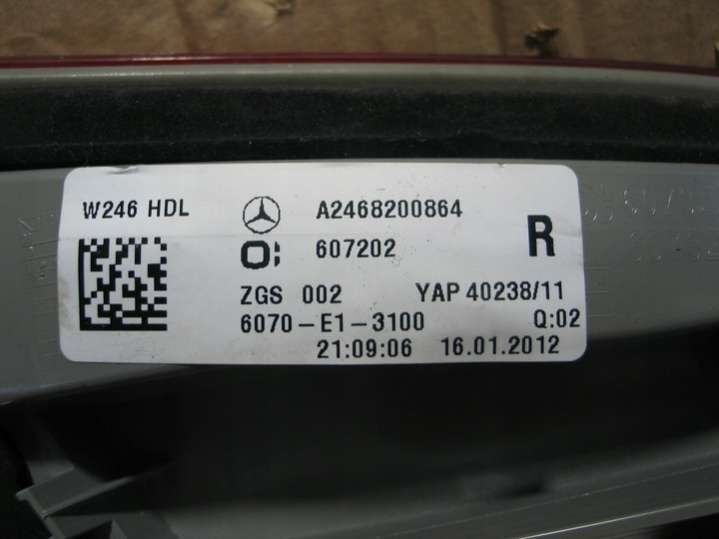 W246 HDL A2468200864
607202 R
ZGS 002 YAP 40238/11
6070-E1-3100 Q:02
21:09:06 16.01.2012